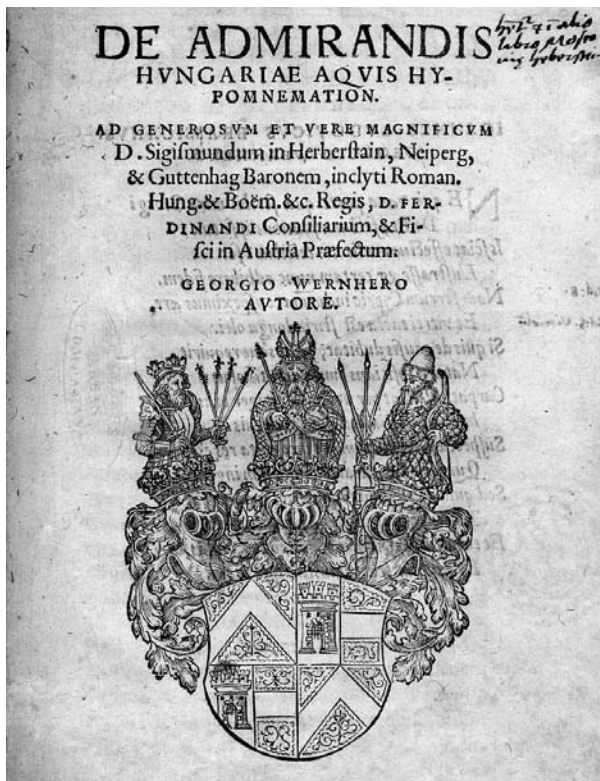 DE ADMIRANDIS
HVNGARIAE AQVIS HY-
POMNEMATION.
AD GENEROSVM ET VERE MAGNIFICVM
D. Sigiſmundum in Herberſtain, Neiperg,
& Guttenhag Baronem, inclyti Roman.
Hung. & Boëm. &c. Regis, D. FER-
DINANDI Conſiliarium, & Fi-
ſci in Auſtria Præfectum.
GEORGIO WERNHERO
AVTORE.